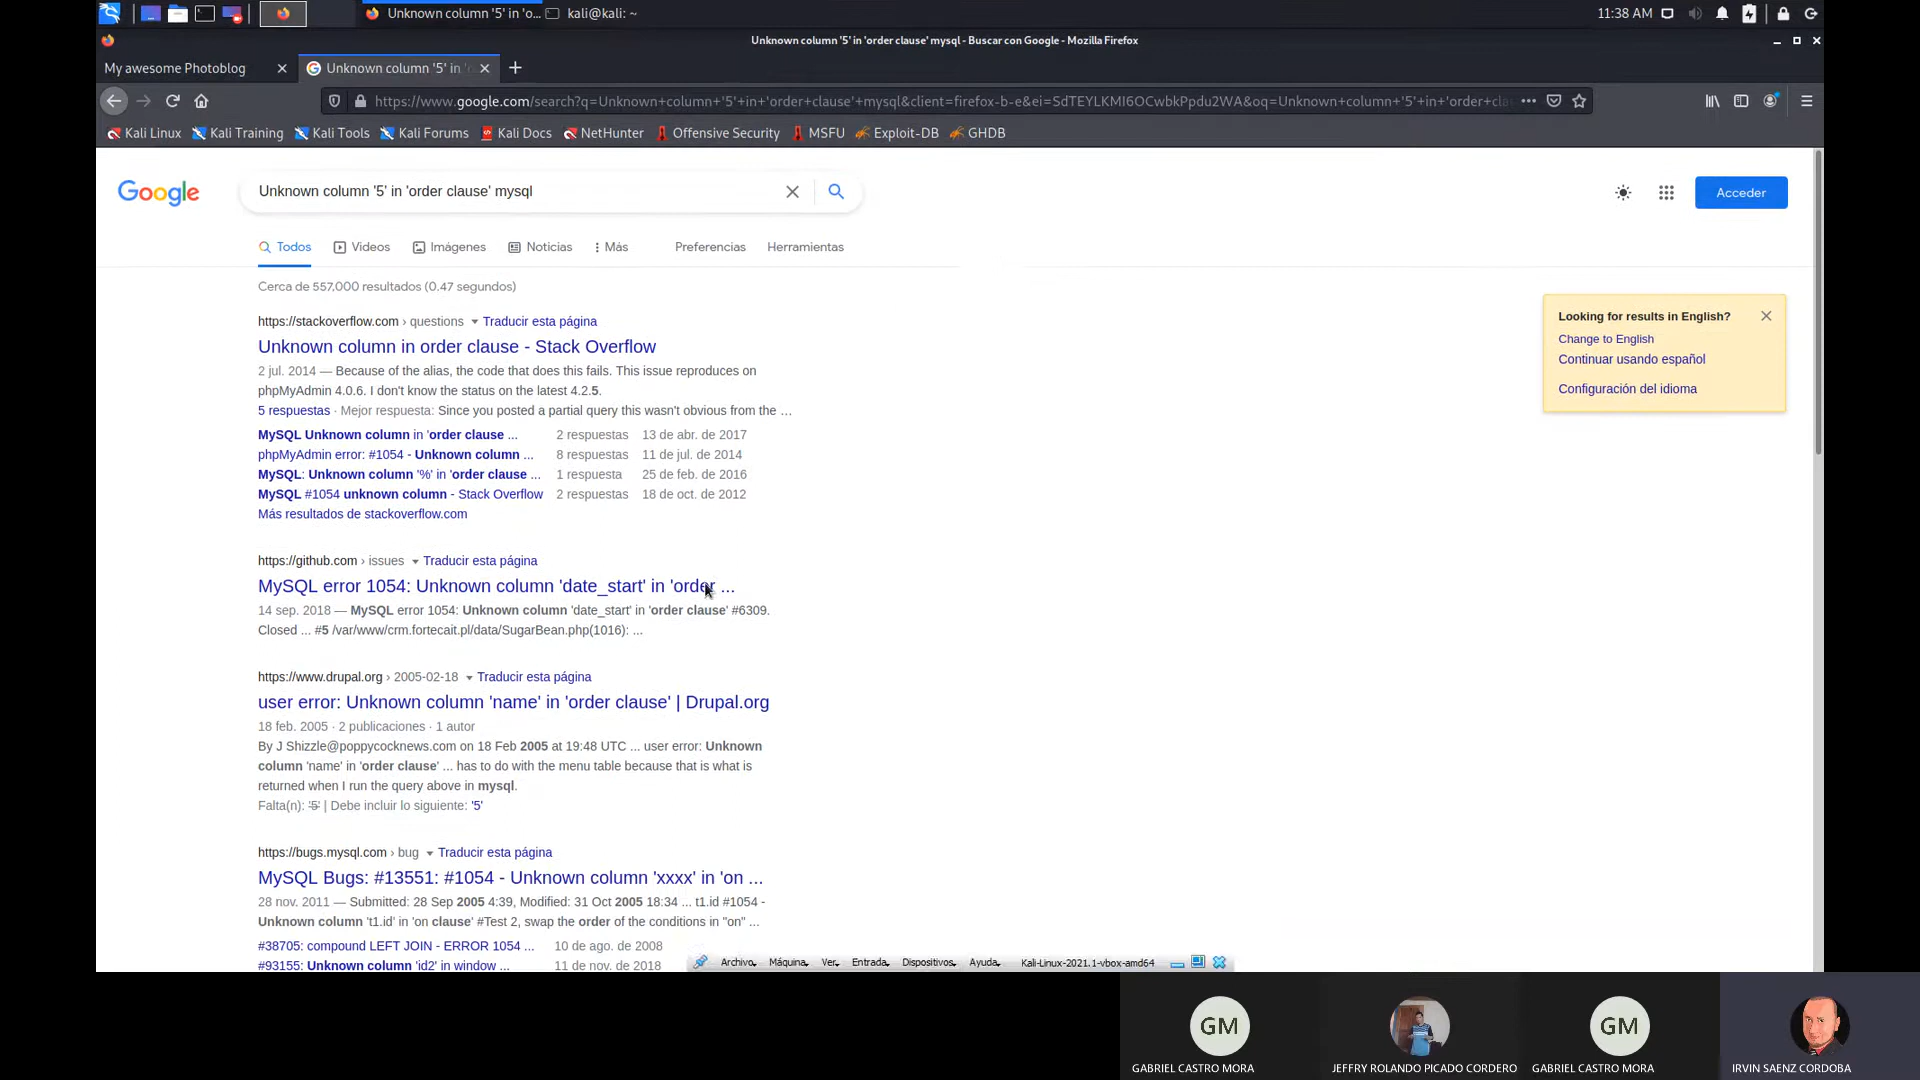 Unknown column '5' in 'o...
kali@kali: ~
11:38 AM
Unknown column '5' in 'order clause' mysql - Buscar con Google - Mozilla Firefox
My awesome Photoblog
Unknown column '5' in '
https://www.google.com/search?q=Unknown+column+'5'+in+'order+clause'+mysql&client=firefox-b-e&ei=SdTEYLKMI6OCwbkPpdu2WA&oq=Unknown+column+'5'+in+'order+cla
Kali Linux
Kali Training
Kali Tools
Kali Forums
Kali Docs
NetHunter
Offensive Security
MSFU
Exploit-DB
GHDB
Google
Unknown column '5' in 'order clause' mysql
Acceder
Todos
Videos
Imágenes
Noticias
Más
Preferencias
Herramientas
Cerca de 557,000 resultados (0.47 segundos)
Looking for results in English?
Change to English
Continuar usando español
Configuración del idioma
https://stackoverflow.com › questions
Traducir esta página
Unknown column in order clause - Stack Overflow
2 jul. 2014 — Because of the alias, the code that does this fails. This issue reproduces on
phpMyAdmin 4.0.6. I don't know the status on the latest 4.2.5.
5 respuestas · Mejor respuesta: Since you posted a partial query this wasn't obvious from the ...
MySQL Unknown column in 'order clause ... 2 respuestas 13 de abr. de 2017
phpMyAdmin error: #1054 - Unknown column ... 8 respuestas 11 de jul. de 2014
MySQL: Unknown column '%' in 'order clause ... 1 respuesta 25 de feb. de 2016
MySQL #1054 unknown column - Stack Overflow 2 respuestas 18 de oct. de 2012
Más resultados de stackoverflow.com
https://github.com › issues
Traducir esta página
MySQL error 1054: Unknown column 'date_start' in 'order ...
14 sep. 2018 — MySQL error 1054: Unknown column 'date_start' in 'order clause' #6309.
Closed ... #5 /var/www/crm.fortecait.pl/data/SugarBean.php(1016): ...
https://www.drupal.org › 2005-02-18
Traducir esta página
user error: Unknown column 'name' in 'order clause' | Drupal.org
18 feb. 2005 · 2 publicaciones · 1 autor
By J Shizzle@poppycocknews.com on 18 Feb 2005 at 19:48 UTC ... user error: Unknown
column 'name' in 'order clause' ... has to do with the menu table because that is what is
returned when I run the query above in mysql.
Falta(n): '5' | Debe incluir lo siguiente: '5'
https://bugs.mysql.com › bug
Traducir esta página
MySQL Bugs: #13551: #1054 - Unknown column 'xxxx' in 'on ...
28 nov. 2011 — Submitted: 28 Sep 2005 4:39, Modified: 31 Oct 2005 18:34 ... t1.id #1054 -
Unknown column 't1.id' in 'on clause' #Test 2, swap the order of the conditions in "on" ...
#38705: compound LEFT JOIN - ERROR 1054 ... 10 de ago. de 2008
#93155: Unknown column 'id2' in window ... 11 de nov. de 2018
Archivo
Máquina
Ver
Entrada
Dispositivos
Ayuda
Kali-Linux-2021.1-vbox-amd64
GM
GM
GABRIEL CASTRO MORA
JEFFRY ROLANDO PICADO CORDERO
GABRIEL CASTRO MORA
IRVIN SAENZ CORDOBA